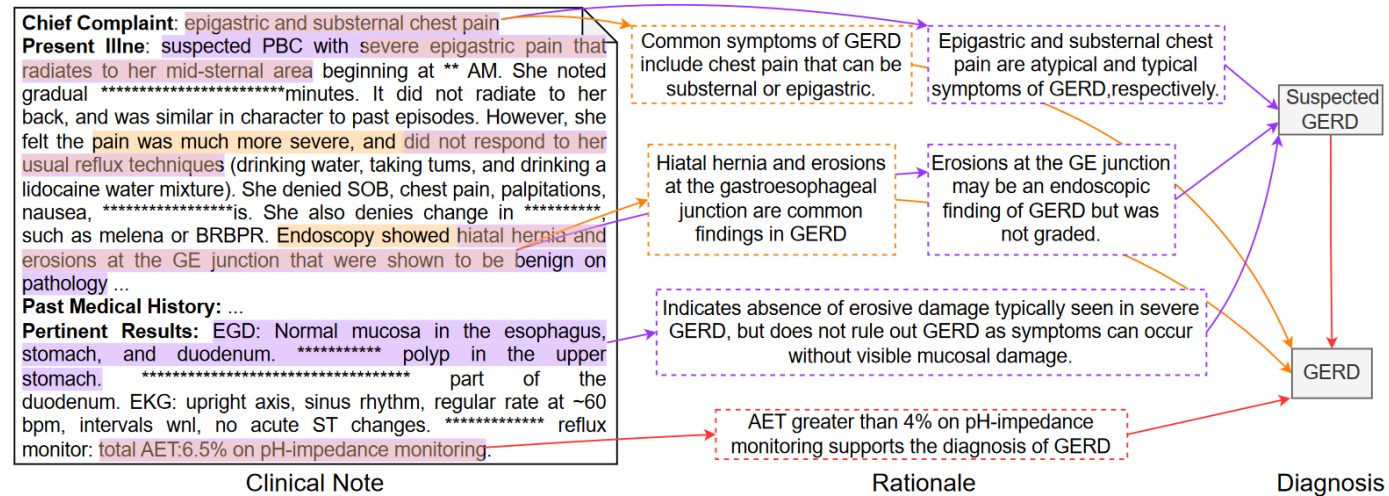 Chief Complaint: epigastric and substernal chest pain
Present Illne: suspected PBC with severe epigastric pain that
radiates to her mid-sternal area beginning at ** AM. She noted
gradual ***********************minutes. It did not radiate to her
back, and was similar in character to past episodes. However, she
felt the pain was much more severe, and did not respond to her
usual reflux techniques (drinking water, taking tums, and drinking a
lidocaine water mixture). She denied SOB, chest pain, palpitations,
nausea, *****************is. She also denies change in **********,
such as melena or BRBPR. Endoscopy showed hiatal hernia and
erosions at the GE junction that were shown to be benign on
pathology ...
Past Medical History: ...
Pertinent Results: EGD: Normal mucosa in the esophagus,
stomach, and duodenum. *********** polyp in the upper
stomach. ********************************** part of the
duodenum. EKG: upright axis, sinus rhythm, regular rate at ~60
bpm, intervals wnl, no acute ST changes. ************* reflux
monitor: total AET:6.5% on pH-impedance monitoring.
Clinical Note
Common symptoms of GERD
include chest pain that can be
substernal or epigastric.
Epigastric and substernal chest
pain are atypical and typical
symptoms of GERD,respectively.
Hiatal hernia and erosions
at the gastroesophageal
junction are common
findings in GERD
Erosions at the GE junction
may be an endoscopic
finding of GERD but was
not graded.
Indicates absence of erosive damage typically seen in severe
GERD, but does not rule out GERD as symptoms can occur
without visible mucosal damage.
AET greater than 4% on pH-impedance
monitoring supports the diagnosis of GERD
Rationale
Suspected
GERD
GERD
Diagnosis